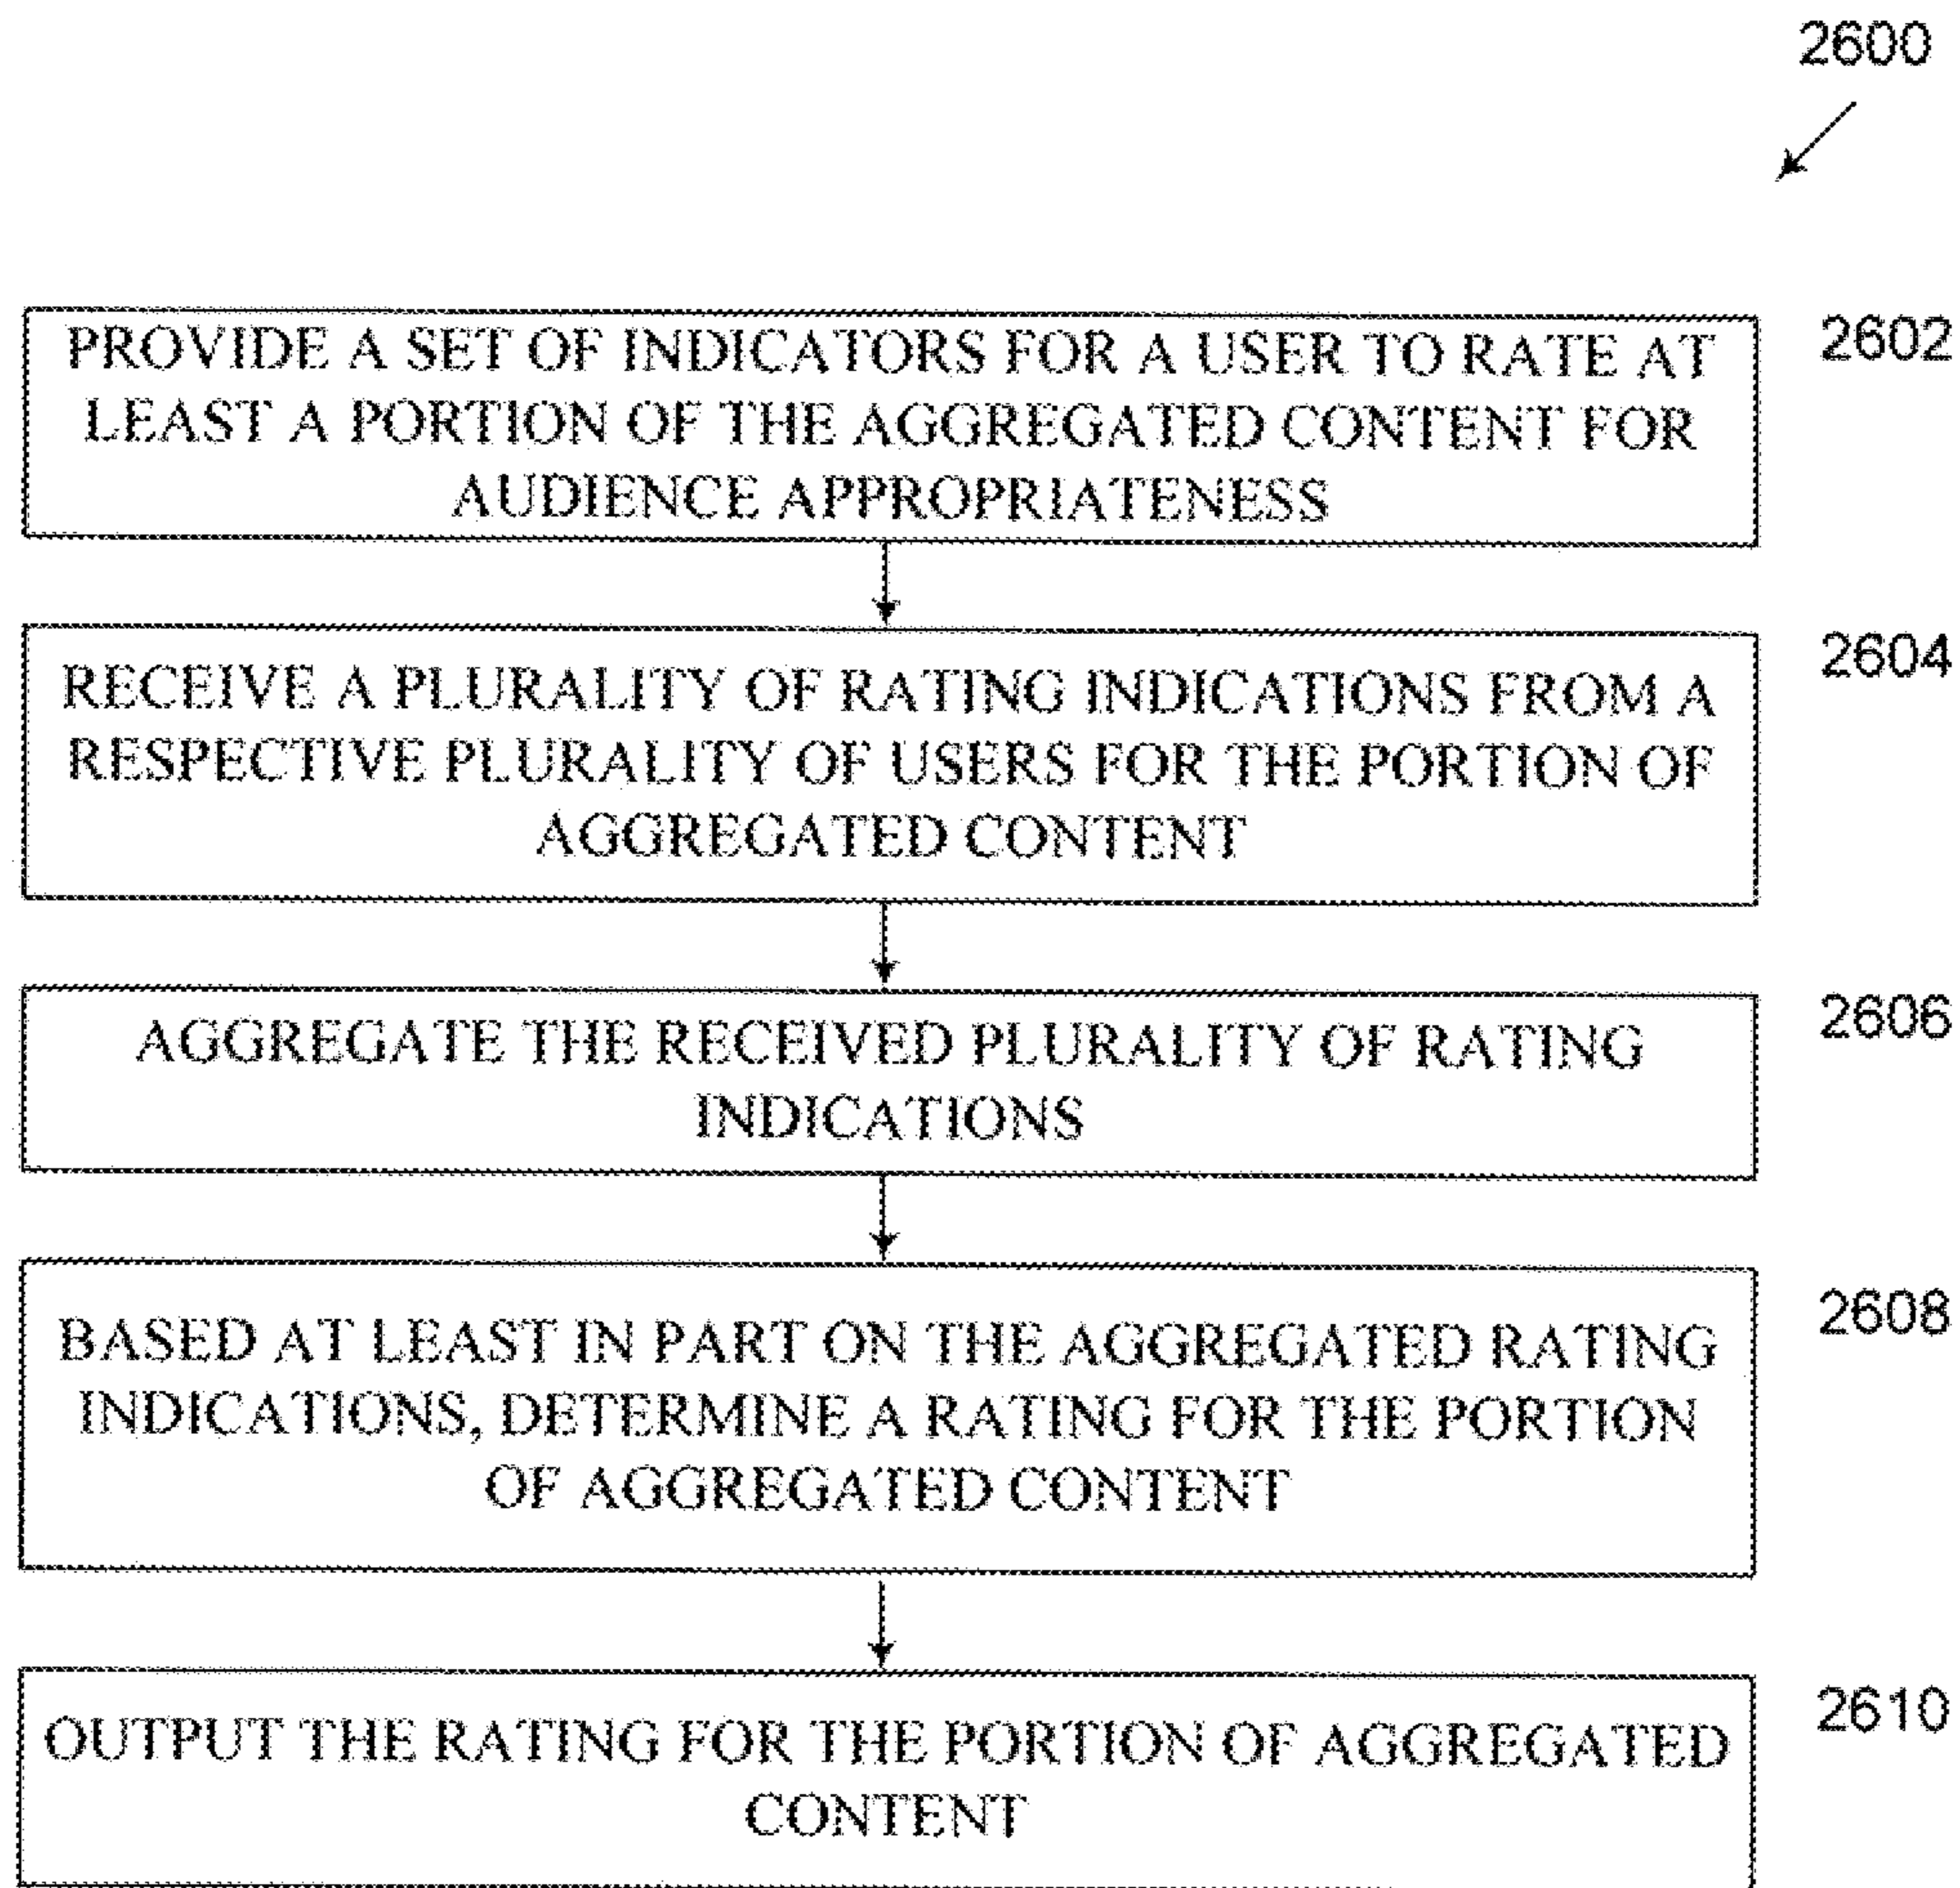 2600
PROVIDE A SET OF INDICATORS FOR A USER TO RATE AT
LEAST A PORTION OF THE AGGREGATED CONTENT FOR
AUDIENCE APPROPRIATENESS
2602
RECEIVE A PLURALITY OF RATING INDICATIONS FROM A
RESPECTIVE PLURALITY OF USERS FOR THE PORTION OF
AGGREGATED CONTENT
2604
AGGREGATE THE RECEIVED PLURALITY OF RATING
INDICATIONS
2606
BASED AT LEAST IN PART ON THE AGGREGATED RATING
INDICATIONS, DETERMINE A RATING FOR THE PORTION
OF AGGREGATED CONTENT
2608
OUTPUT THE RATING FOR THE PORTION OF AGGREGATED
CONTENT
2610